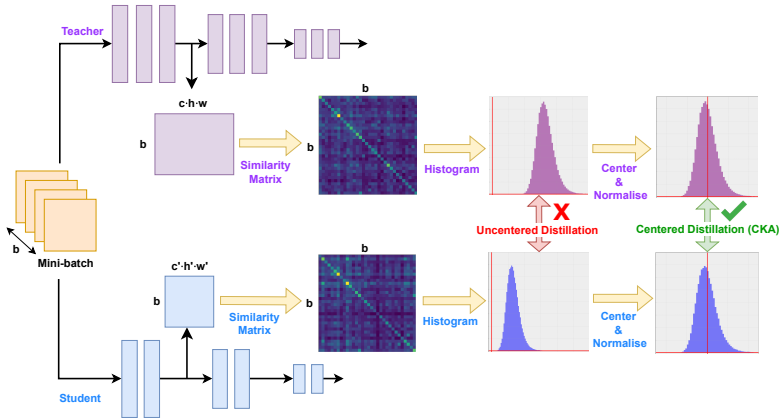 Teacher
c·h·w
b
Similarity
Matrix
b
b
Histogram
Center
&
Normalise
X
Uncentered Distillation
Centered Distillation (CKA)
b
Mini-batch
c'·h'·w'
b
Similarity
Matrix
b
b
Histogram
Center
&
Normalise
Student